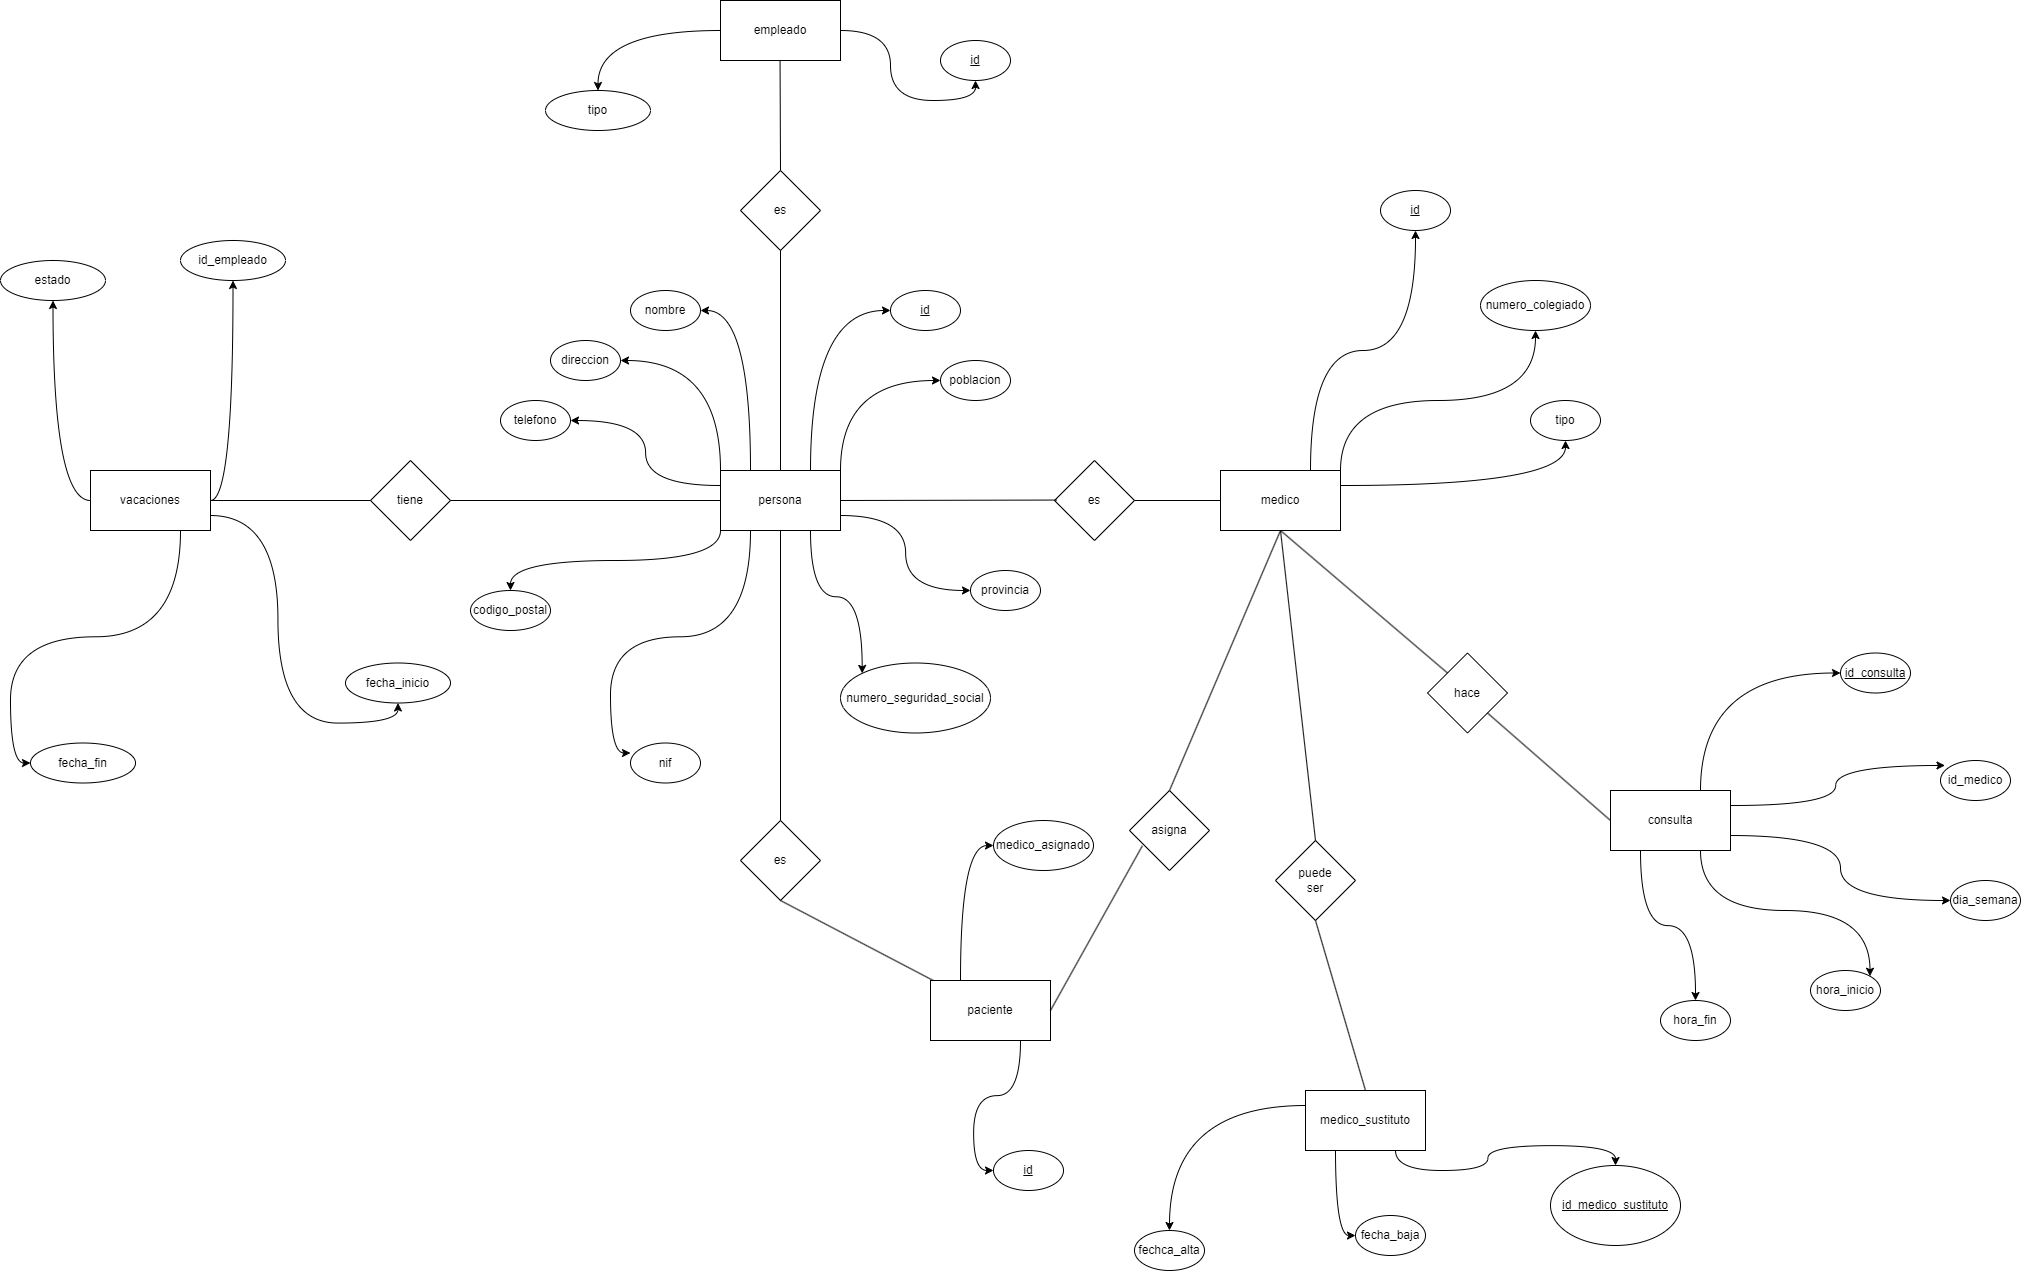 empleado
id
tipo
es
id
id_empleado
estado
numero_colegiado
nombre
id
direccion
poblacion
telefono
tipo
vacaciones
tiene
persona
es
medico
provincia
codigo_postal
fecha_inicio
numero_seguridad_social
hace
id_consulta
fecha_fin
nif
id_medico
asigna
consulta
medico_asignado
es
puede
ser
dia_semana
hora_inicio
paciente
hora_fin
medico_sustituto
id
id_medico_sustituto
fecha_baja
fechca_alta